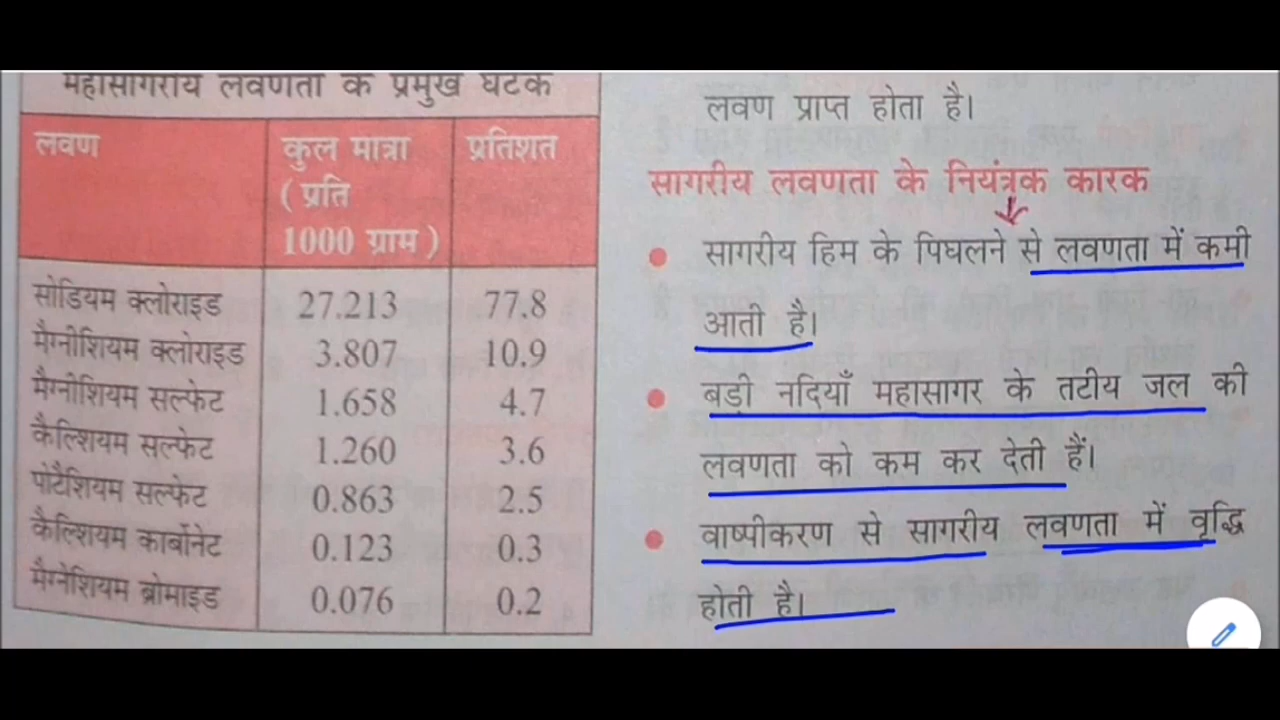 महासागरीय लवणता के प्रमुख घटक
लवण कुल मात्रा प्रतिशत
( प्रति
1000 ग्राम )
सोडियम क्लोराइड 27.213 77.8
मैग्नीशियम क्लोराइड 3.807 10.9
मैग्नीशियम सल्फेट 1.658 4.7
कैल्शियम सल्फेट 1.260 3.6
पोटैशियम सल्फेट 0.863 2.5
कैल्शियम कार्बोनेट 0.123 0.3
मैग्नेशियम ब्रोमाइड 0.076 0.2
लवण प्राप्त होता है।
सागरीय लवणता के नियंत्रक कारक
सागरीय हिम के पिघलने से लवणता में कमी
आती है।
बड़ी नदियाँ महासागर के तटीय जल की
लवणता को कम कर देती हैं।
वाष्पीकरण से सागरीय लवणता में वृद्धि
होती है।